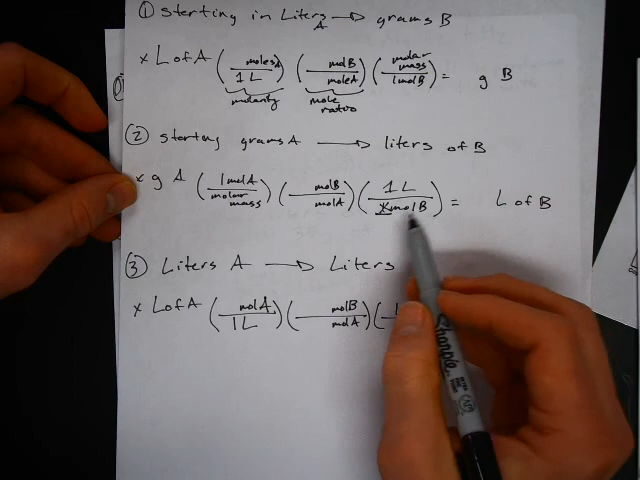 ① starting in Liters A → grams B
x L of A ( moles A / 1 L ) ( mol B / mole A ) ( molar mass / 1 mol B ) = g B
molarity mole ratio
② starting grams A → liters of B
x g A ( 1 mol A / molar mass ) ( mol B / mol A ) ( 1 L / x mol B ) = L of B
③ Liters A → Liters
x L of A ( mol A / 1 L ) ( mol B / mol A ) (
Sharpie